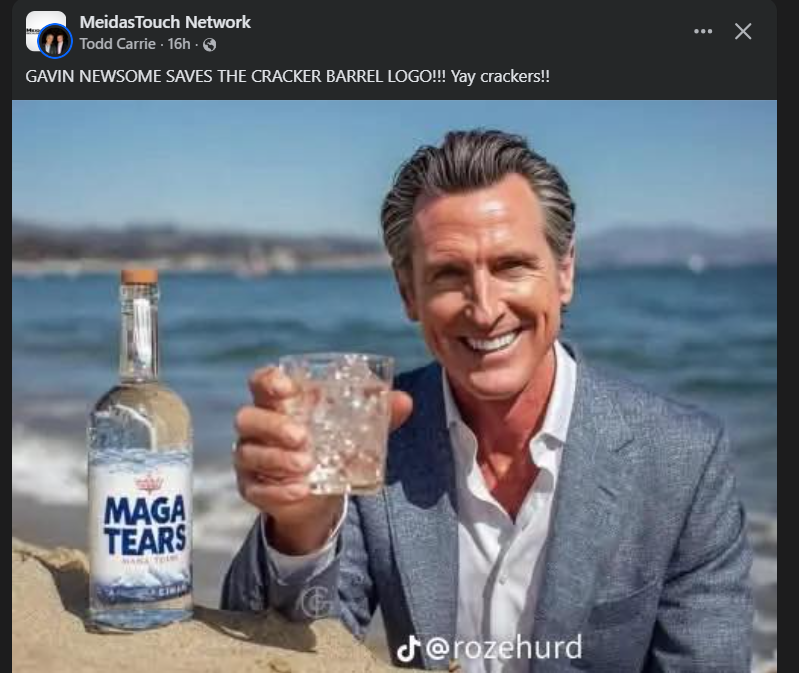 MeidasTouch Network
Todd Carrie · 16h ·
GAVIN NEWSOME SAVES THE CRACKER BARREL LOGO!!! Yay crackers!!
MAGA
TEARS
@rozehurd